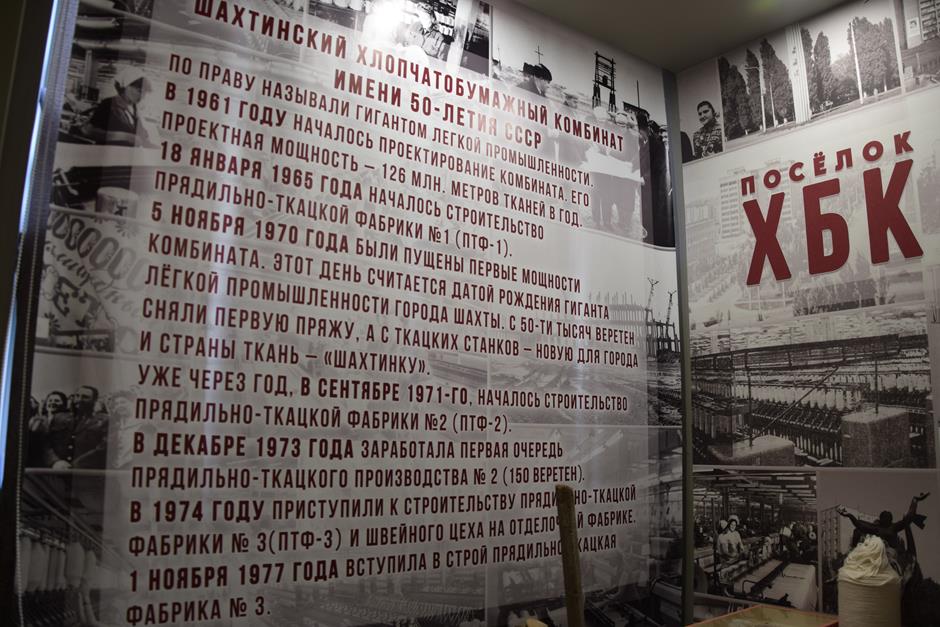 ШАХТИНСКИЙ ХЛОПЧАТОБУМАЖНЫЙ КОМБИНАТ
ИМЕНИ 50-ЛЕТИЯ СССР
ПО ПРАВУ НАЗЫВАЛИ ГИГАНТОМ ЛЕГКОЙ ПРОМЫШЛЕННОСТИ.
В 1961 ГОДУ НАЧАЛОСЬ ПРОЕКТИРОВАНИЕ КОМБИНАТА. ЕГО
ПРОЕКТНАЯ МОЩНОСТЬ – 126 МЛН. МЕТРОВ ТКАНЕЙ В ГОД.
18 ЯНВАРЯ 1965 ГОДА НАЧАЛОСЬ СТРОИТЕЛЬСТВО
ПРЯДИЛЬНО-ТКАЦКОЙ ФАБРИКИ №1 (ПТФ-1).
5 НОЯБРЯ 1970 ГОДА БЫЛИ ПУЩЕНЫ ПЕРВЫЕ МОЩНОСТИ
КОМБИНАТА. ЭТОТ ДЕНЬ СЧИТАЕТСЯ ДАТОЙ РОЖДЕНИЯ ГИГАНТА
ЛЁГКОЙ ПРОМЫШЛЕННОСТИ ГОРОДА ШАХТЫ. С 50-ТИ ТЫСЯЧ ВЕРЕТЕН
СНЯЛИ ПЕРВУЮ ПРЯЖУ, А С ТКАЦКИХ СТАНКОВ – НОВУЮ ДЛЯ ГОРОДА
И СТРАНЫ ТКАНЬ – «ШАХТИНКУ».
УЖЕ ЧЕРЕЗ ГОД, В СЕНТЯБРЕ 1971-ГО, НАЧАЛОСЬ СТРОИТЕЛЬСТВО
ПРЯДИЛЬНО-ТКАЦКОЙ ФАБРИКИ №2 (ПТФ-2).
В ДЕКАБРЕ 1973 ГОДА ЗАРАБОТАЛА ПЕРВАЯ ОЧЕРЕДЬ
ПРЯДИЛЬНО-ТКАЦКОГО ПРОИЗВОДСТВА № 2 (150 ВЕРЕТЕН).
В 1974 ГОДУ ПРИСТУПИЛИ К СТРОИТЕЛЬСТВУ ПРЯДИЛЬНО-ТКАЦКОЙ
ФАБРИКИ № 3(ПТФ-3) И ШВЕЙНОГО ЦЕХА НА ОТДЕЛОЧНОЙ ФАБРИКЕ.
1 НОЯБРЯ 1977 ГОДА ВСТУПИЛА В СТРОЙ ПРЯДИЛЬНО-ТКАЦКАЯ
ФАБРИКА № 3.
ПОСЁЛОК
ХБК